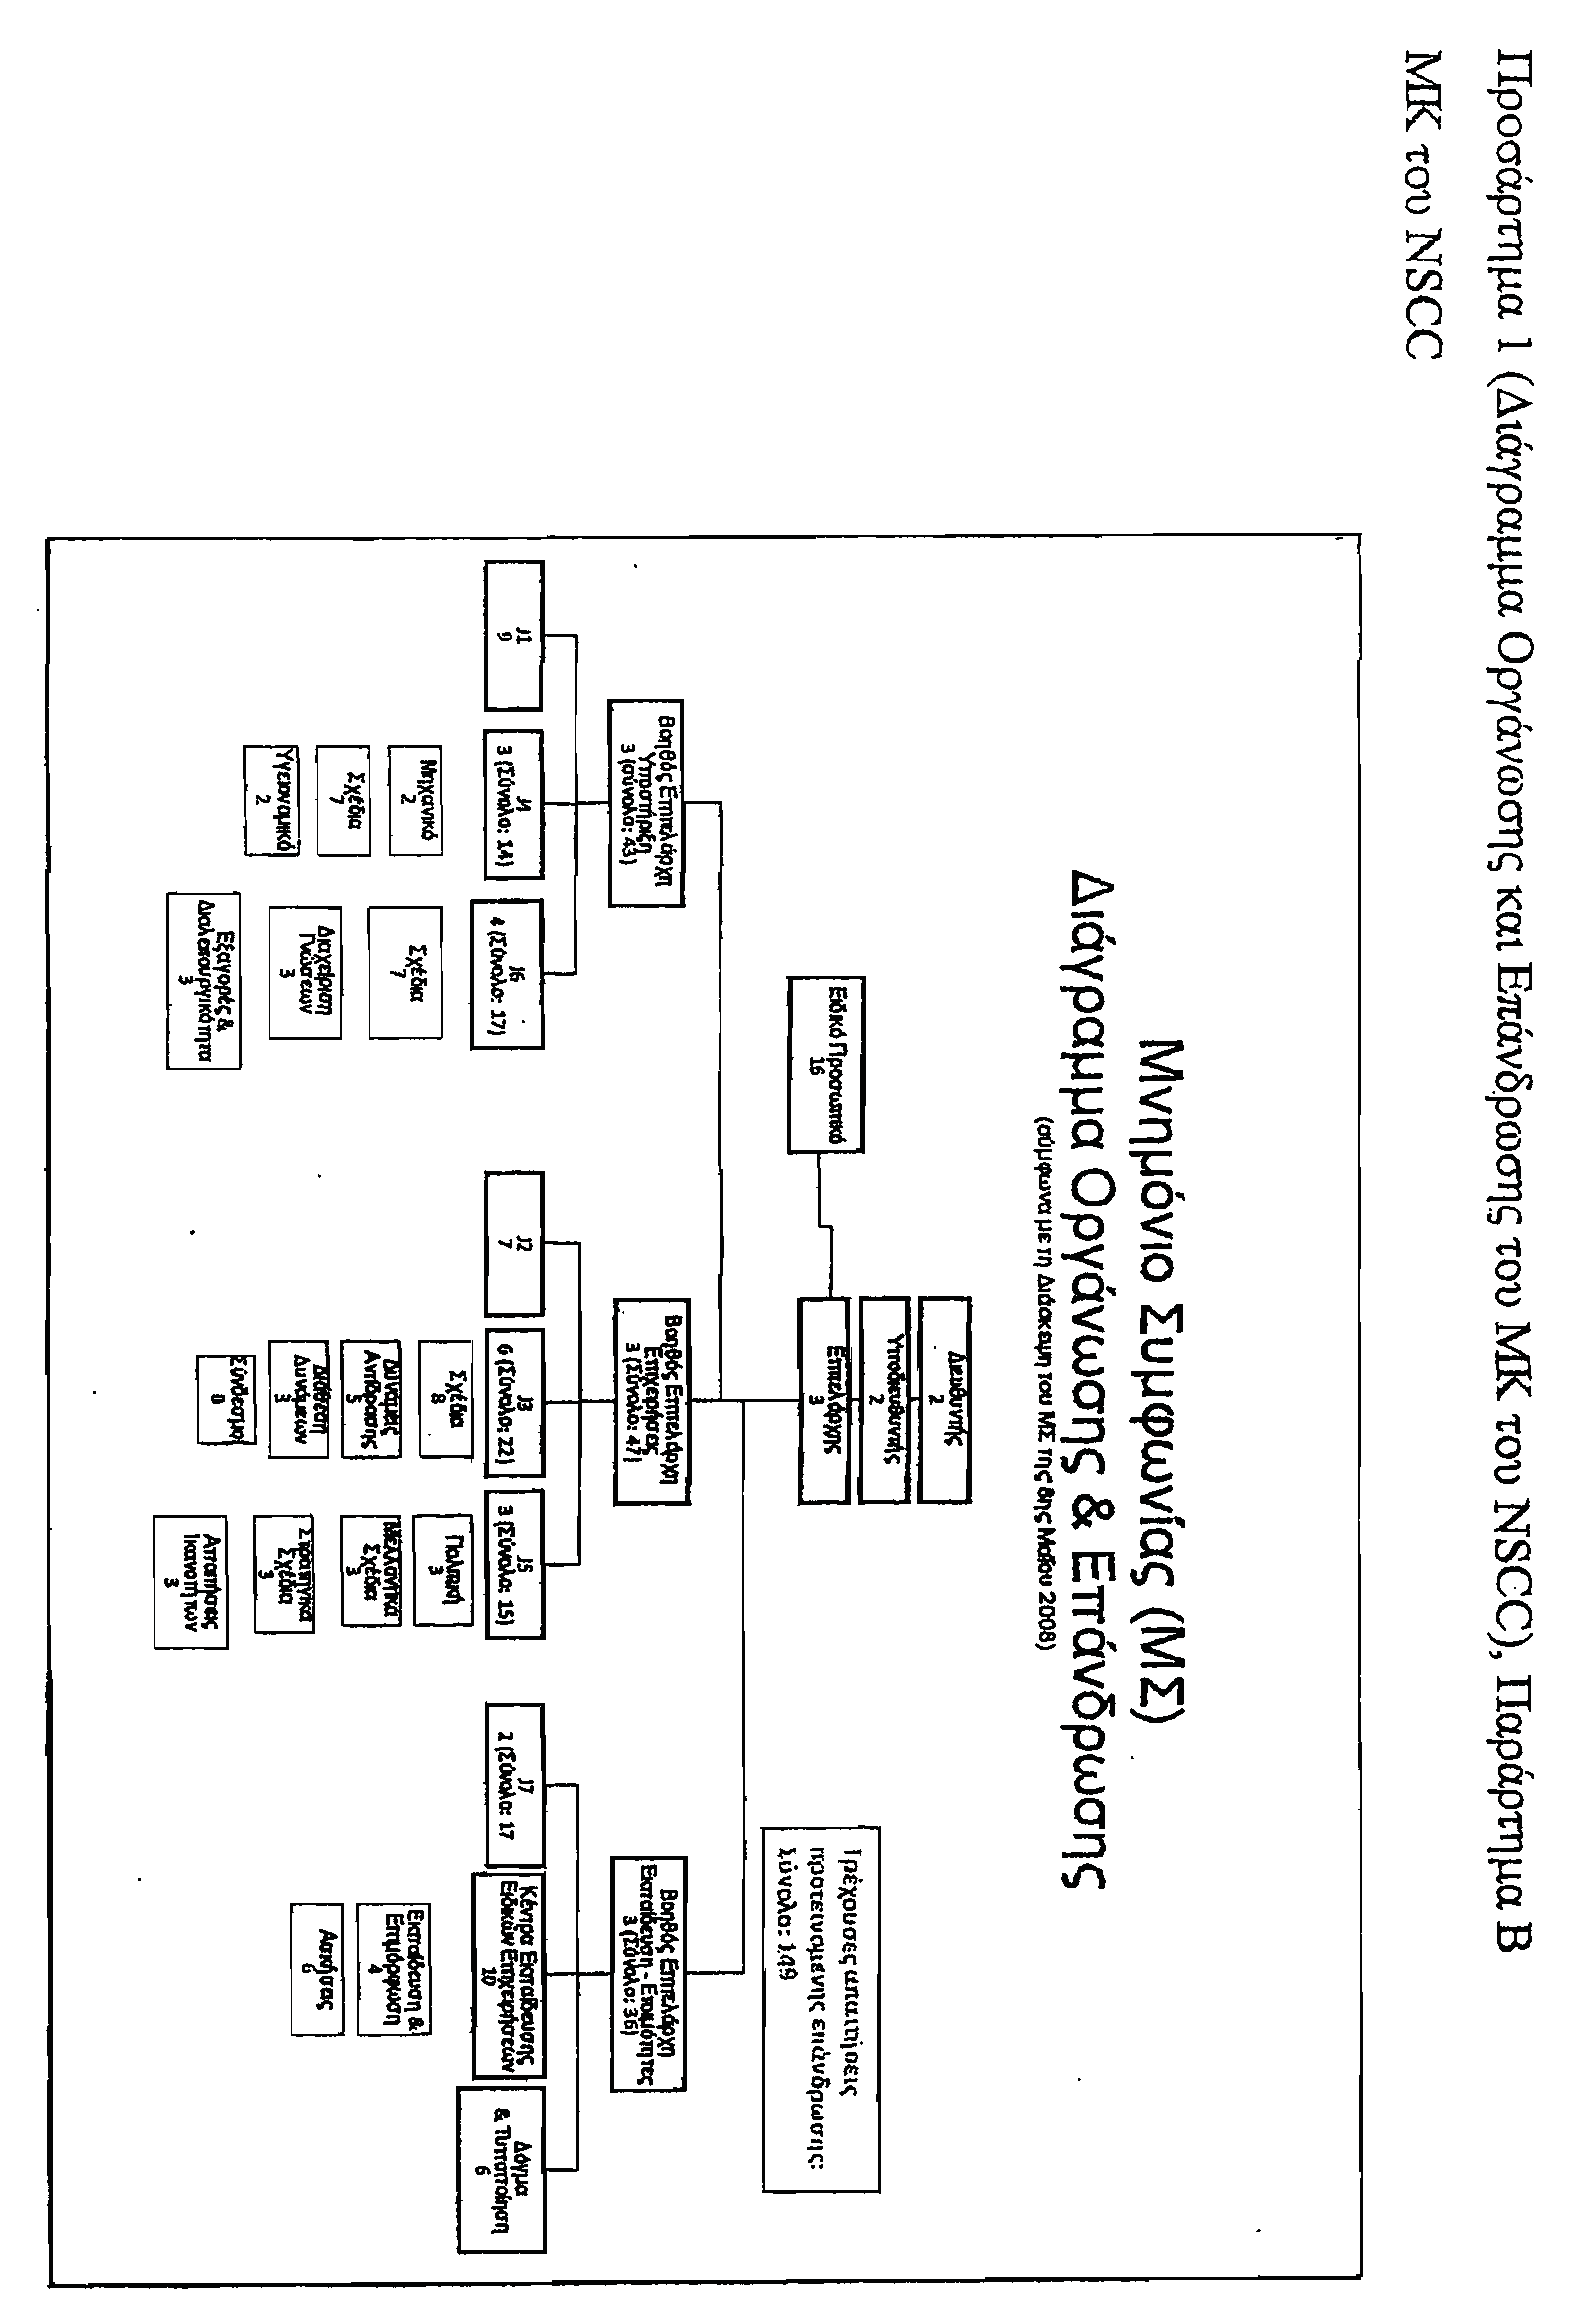 Προσάρτημα 1 (Διάγραμμα Οργάνωσης και Επάνδρωσης του ΜΚ του NSCC), Παράρτημα Β
ΜΚ του NSCC
Μνημόνιο Συμφωνίας (ΜΣ)
Διάγραμμα Οργάνωσης & Επάνδρωσης
(σύμφωνα με τη Διάσκεψη του ΜΣ της 8ης Μαΐου 2008)
Τρέχουσες απαιτήσεις
προτεινομένης επάνδρωσης:
Σύνολο: 149
Διευθυντής
2
Υποδιευθυντής
2
Επιτελάρχης
3
Ειδικό Προσωπικό
16
Βοηθός Επιτελάρχη
Υποστήριξη
3 (σύνολο: 43)
J1
9
J4
3 (Σύνολο: 14)
Μηχανικό
2
Σχέδια
7
Υγειονομικό
2
J6
4 (Σύνολο: 17)
Σχέδια
7
Διαχείριση
Γνώσεων
3
Εξαγορές &
Διαλειτουργικότητα
3
Βοηθός Επιτελάρχη
Επιχειρήσεις
3 (Σύνολο: 47)
J2
7
J3
6 (Σύνολο: 22)
Σχέδια
8
Δυνάμεις
Αντίδρασης
5
Διάθεση
Δυνάμεων
3
Σύνδεσμοι
0
J5
3 (Σύνολο: 15)
Πολιτική
3
Μελλοντικά
Σχέδια
3
Στρατηγικά
Σχέδια
3
Απαιτήσεις
Ικανοτήτων
3
Βοηθός Επιτελάρχη
Εκπαίδευση - Ετοιμότητες
3 (Σύνολο: 36)
J7
2 (Σύνολο: 17
Κέντρα Εκπαίδευσης
Ειδικών Επιχειρήσεων
10
Εκπαίδευση &
Επιμόρφωση
4
Ασκήσεις
6
Δόγμα
& Τυποποίηση
6